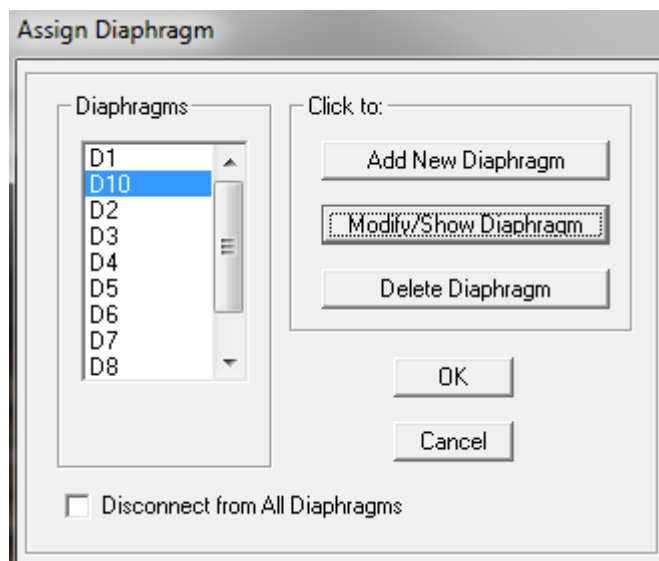 Assign Diaphragm
Diaphragms
D1
D10
D2
D3
D4
D5
D6
D7
D8
Click to:
Add New Diaphragm
Modify/Show Diaphragm
Delete Diaphragm
OK
Cancel
Disconnect from All Diaphragms